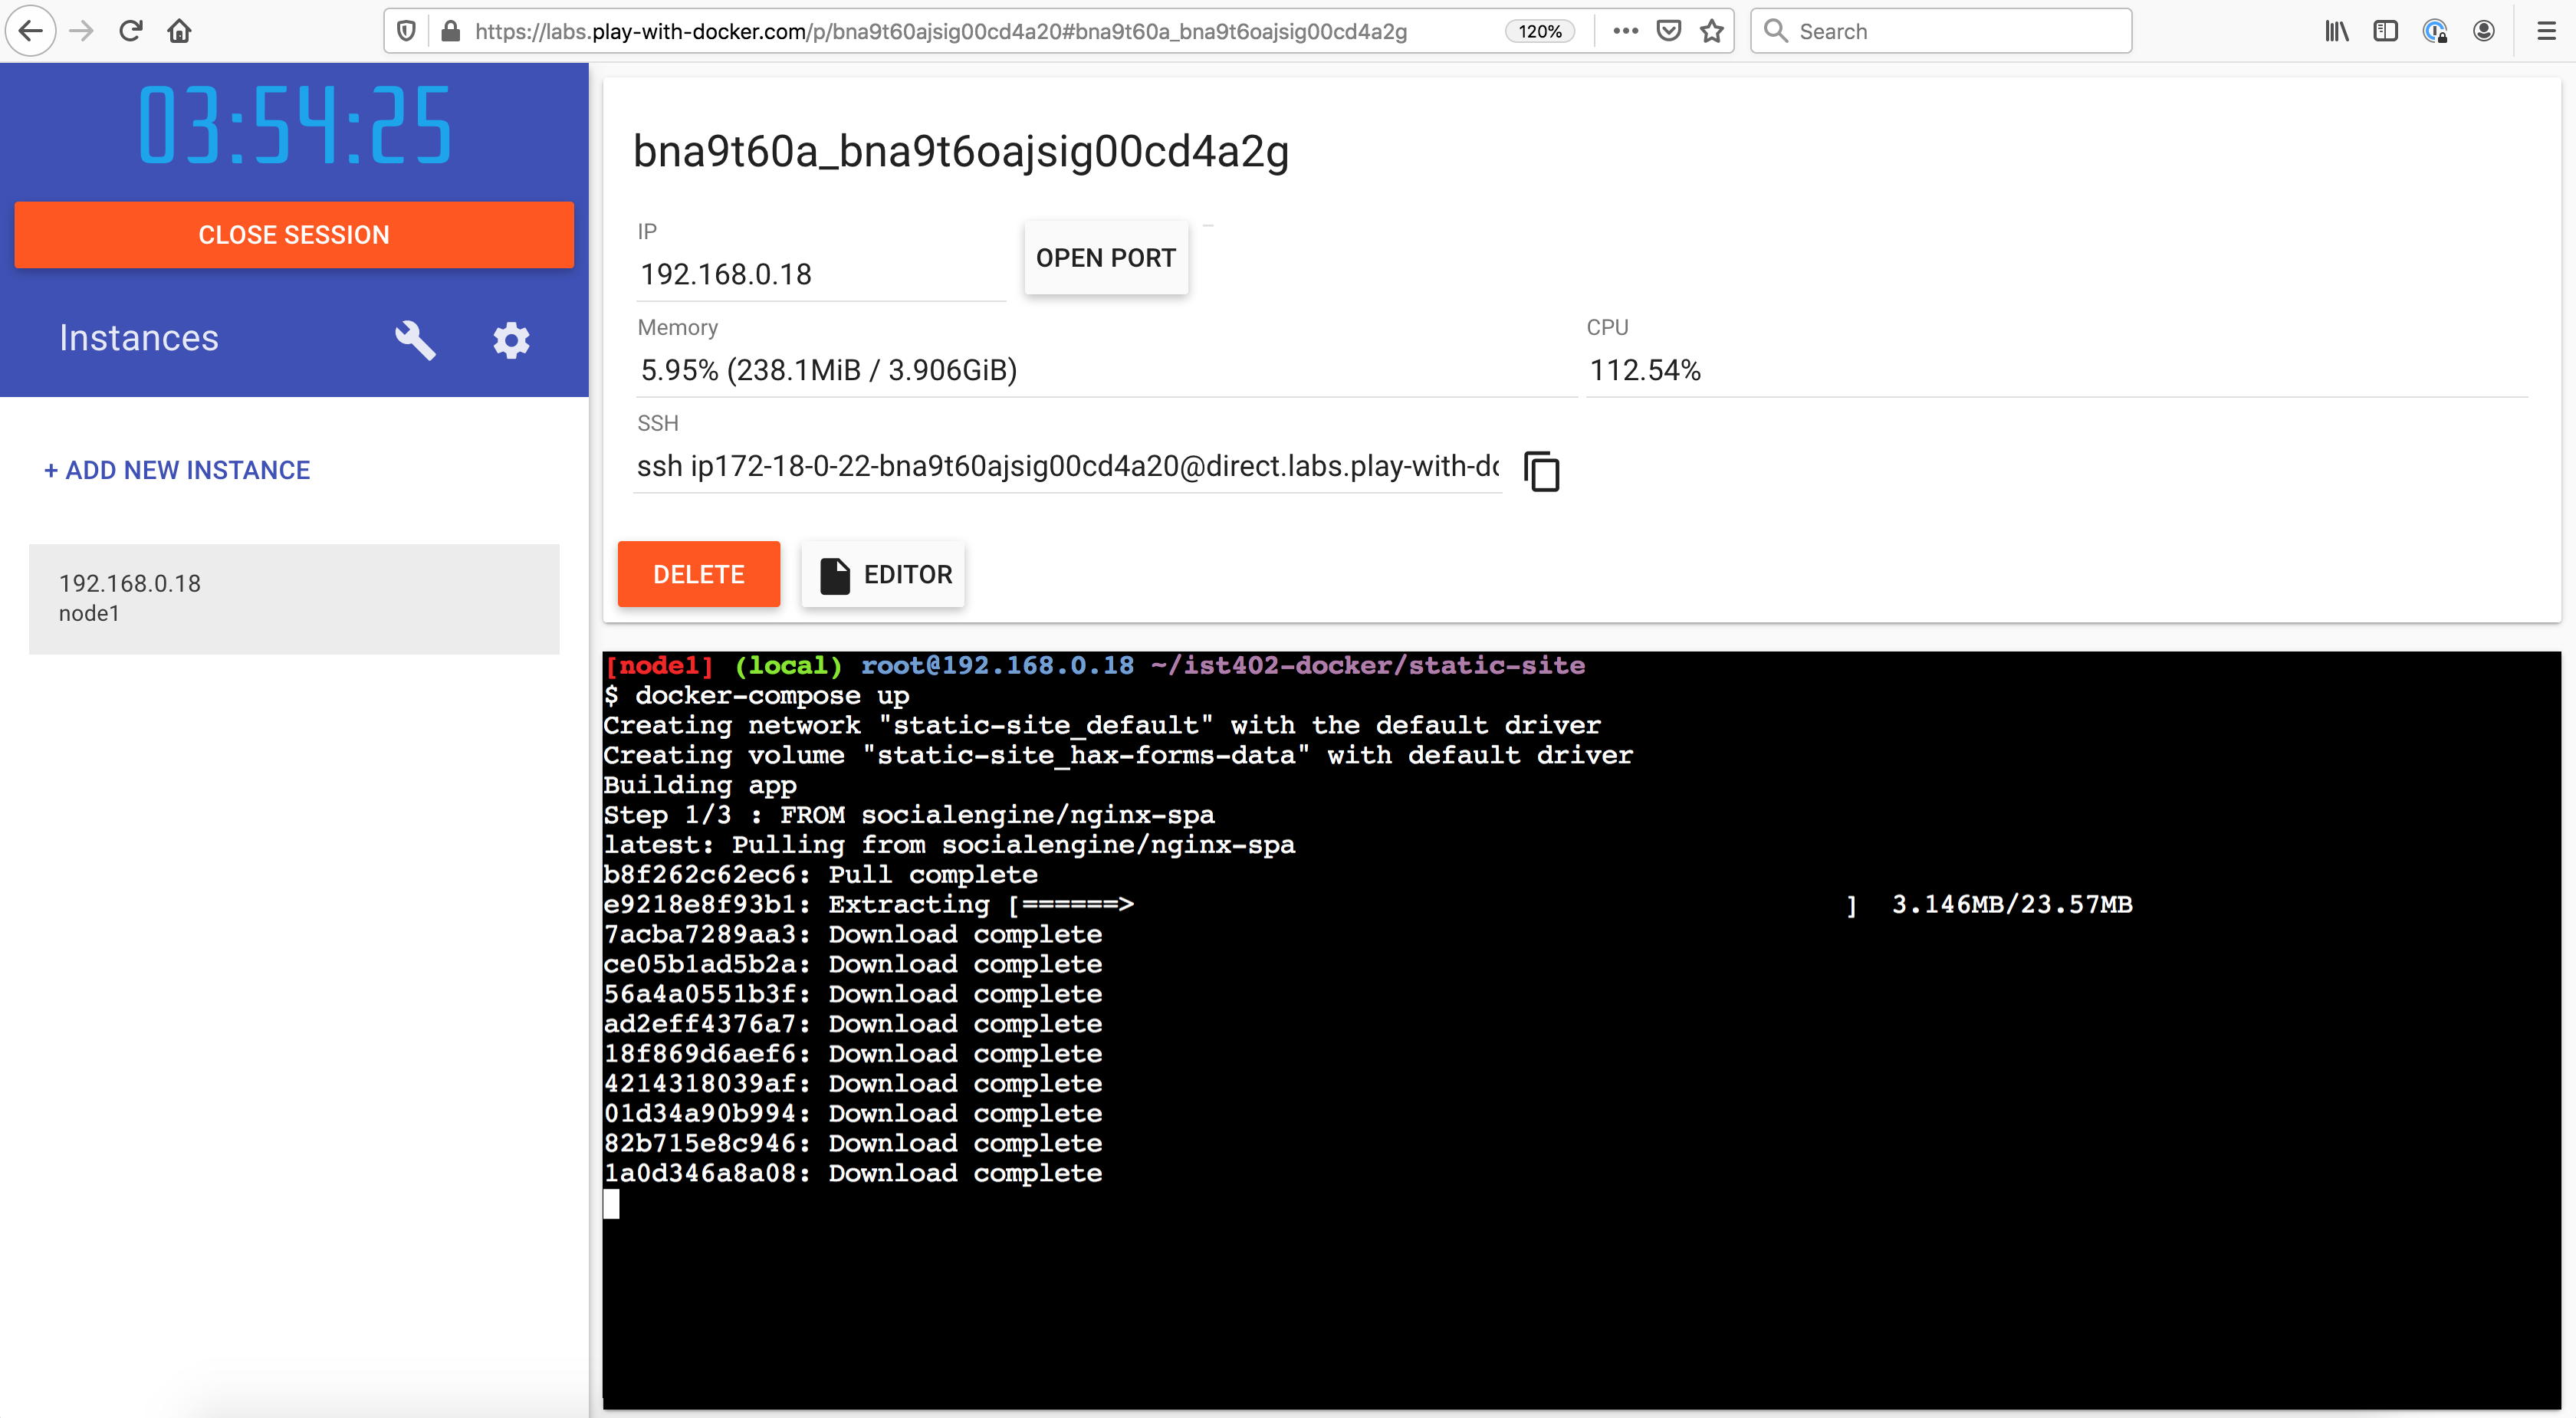 https://labs.play-with-docker.com/p/bna9t60ajsig00cd4a20#bna9t60a_bna9t6oajsig00cd4a2g
120%
Search
03:54:25
CLOSE SESSION
Instances
+ ADD NEW INSTANCE
192.168.0.18
node1
bna9t60a_bna9t6oajsig00cd4a2g
IP
192.168.0.18
OPEN PORT
Memory
5.95% (238.1MiB / 3.906GiB)
CPU
112.54%
SSH
ssh ip172-18-0-22-bna9t60ajsig00cd4a20@direct.labs.play-with-do
DELETE
EDITOR
[node1] (local) root@192.168.0.18 ~/ist402-docker/static-site
$ docker-compose up
Creating network "static-site_default" with the default driver
Creating volume "static-site_hax-forms-data" with default driver
Building app
Step 1/3 : FROM socialengine/nginx-spa
latest: Pulling from socialengine/nginx-spa
b8f262c62ec6: Pull complete
e9218e8f93b1: Extracting [======> ] 3.146MB/23.57MB
7acba7289aa3: Download complete
ce05b1ad5b2a: Download complete
56a4a0551b3f: Download complete
ad2eff4376a7: Download complete
18f869d6aef6: Download complete
4214318039af: Download complete
01d34a90b994: Download complete
82b715e8c946: Download complete
1a0d346a8a08: Download complete